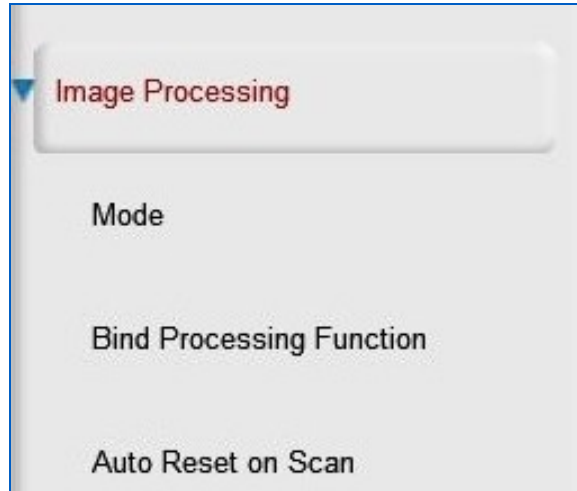 Image Processing
Mode
Bind Processing Function
Auto Reset on Scan